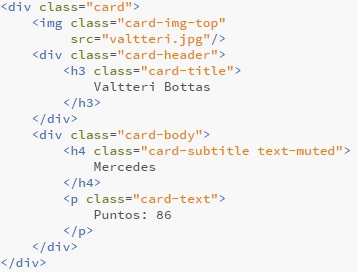 <div class="card">
    <img class="card-img-top"
         src="valtteri.jpg"/>
    <div class="card-header">
        <h3 class="card-title">
            Valtteri Bottas
        </h3>
    </div>
    <div class="card-body">
        <h4 class="card-subtitle text-muted">
            Mercedes
        </h4>
        <p class="card-text">
            Puntos: 86
        </p>
    </div>
</div>